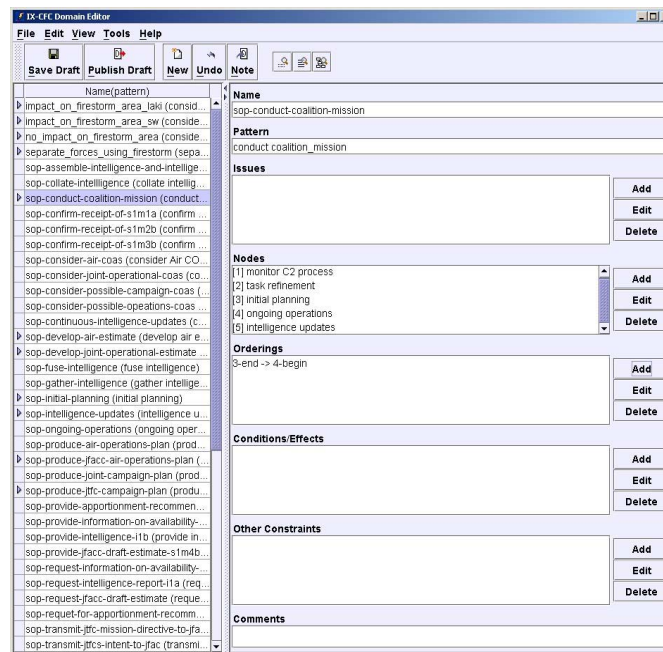 IX-CFC Domain Editor
File Edit View Tools Help
Save Draft Publish Draft New Undo Note
Name(pattern)
impact_on_firestorm_area_laki (consid...
impact_on_firestorm_area_sw (conside...
no_impact_on_firestorm_area (conside...
separate_forces_using_firestorm (sepa...
sop-assemble-intelligence-and-intellige...
sop-collate-intelligence (collate intellig...
sop-conduct-coalition-mission (conduct...
sop-confirm-receipt-of-s1m1a (confirm ...
sop-confirm-receipt-of-s1m2b (confirm ...
sop-confirm-receipt-of-s1m3b (confirm ...
sop-consider-air-coas (consider Air CO...
sop-consider-joint-operational-coas (co...
sop-consider-possible-campaign-coas (...
sop-consider-possible-opeations-coas ...
sop-continuous-intelligence-updates (c...
sop-develop-air-estimate (develop air e...
sop-develop-joint-operational-estimate ...
sop-fuse-intelligence (fuse intelligence)
sop-gather-intelligence (gather intellige...
sop-initial-planning (initial planning)
sop-intelligence-updates (intelligence u...
sop-ongoing-operations (ongoing oper...
sop-produce-air-operations-plan (prod...
sop-produce-jfacc-air-operations-plan (...
sop-produce-joint-campaign-plan (prod...
sop-produce-jtfc-campaign-plan (produ...
sop-provide-apportionment-recommen...
sop-provide-information-on-availability-...
sop-provide-intelligence-i1b (provide in...
sop-provide-jfacc-draft-estimate-s1m4b...
sop-request-information-on-availability-...
sop-request-intelligence-report-i1a (req...
sop-request-jfacc-draft-estimate (reque...
sop-requet-for-apportionment-recomm...
sop-transmit-jtfc-mission-directive-to-jfa...
sop-transmit-jtfcs-intent-to-jfac (transmi...
Name
sop-conduct-coalition-mission
Pattern
conduct coalition_mission
Issues
Add
Edit
Delete
Nodes
[1] monitor C2 process
[2] task refinement
[3] initial planning
[4] ongoing operations
[5] intelligence updates
Add
Edit
Delete
Orderings
3-end -> 4-begin
Add
Edit
Delete
Conditions/Effects
Add
Edit
Delete
Other Constraints
Add
Edit
Delete
Comments